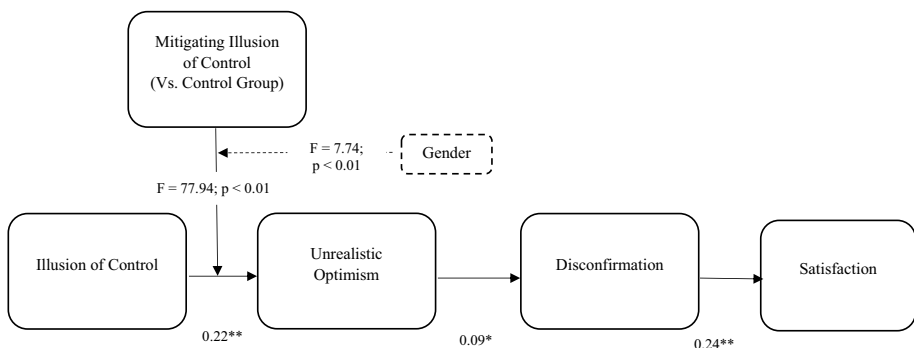 Mitigating Illusion
of Control
(Vs. Control Group)
F = 7.74;
p < 0.01
Gender
F = 77.94; p < 0.01
Illusion of Control
Unrealistic
Optimism
Disconfirmation
Satisfaction
0.22**
0.09*
0.24**